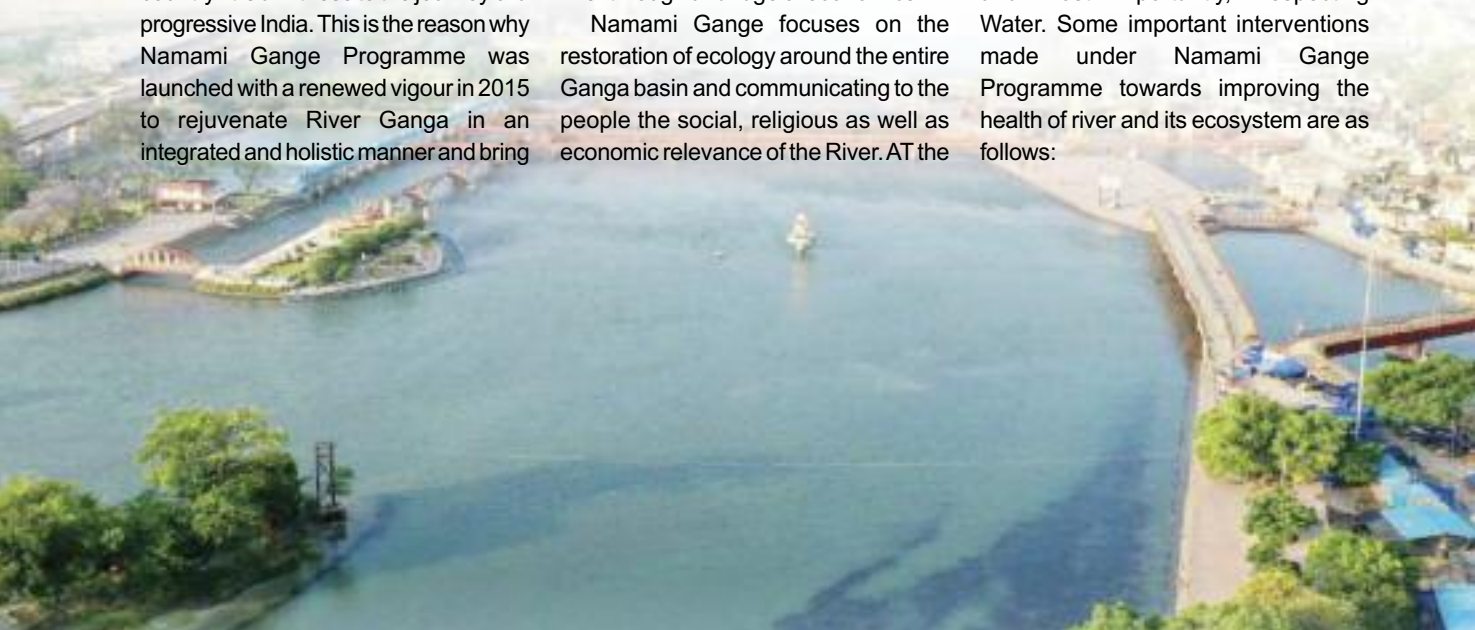 progressive India. This is the reason why
Namami Gange Programme was
launched with a renewed vigour in 2015
to rejuvenate River Ganga in an
integrated and holistic manner and bring
Namami Gange focuses on the
restoration of ecology around the entire
Ganga basin and communicating to the
people the social, religious as well as
economic relevance of the River. AT the
Water. Some important interventions
made under Namami Gange
Programme towards improving the
health of river and its ecosystem are as
follows: